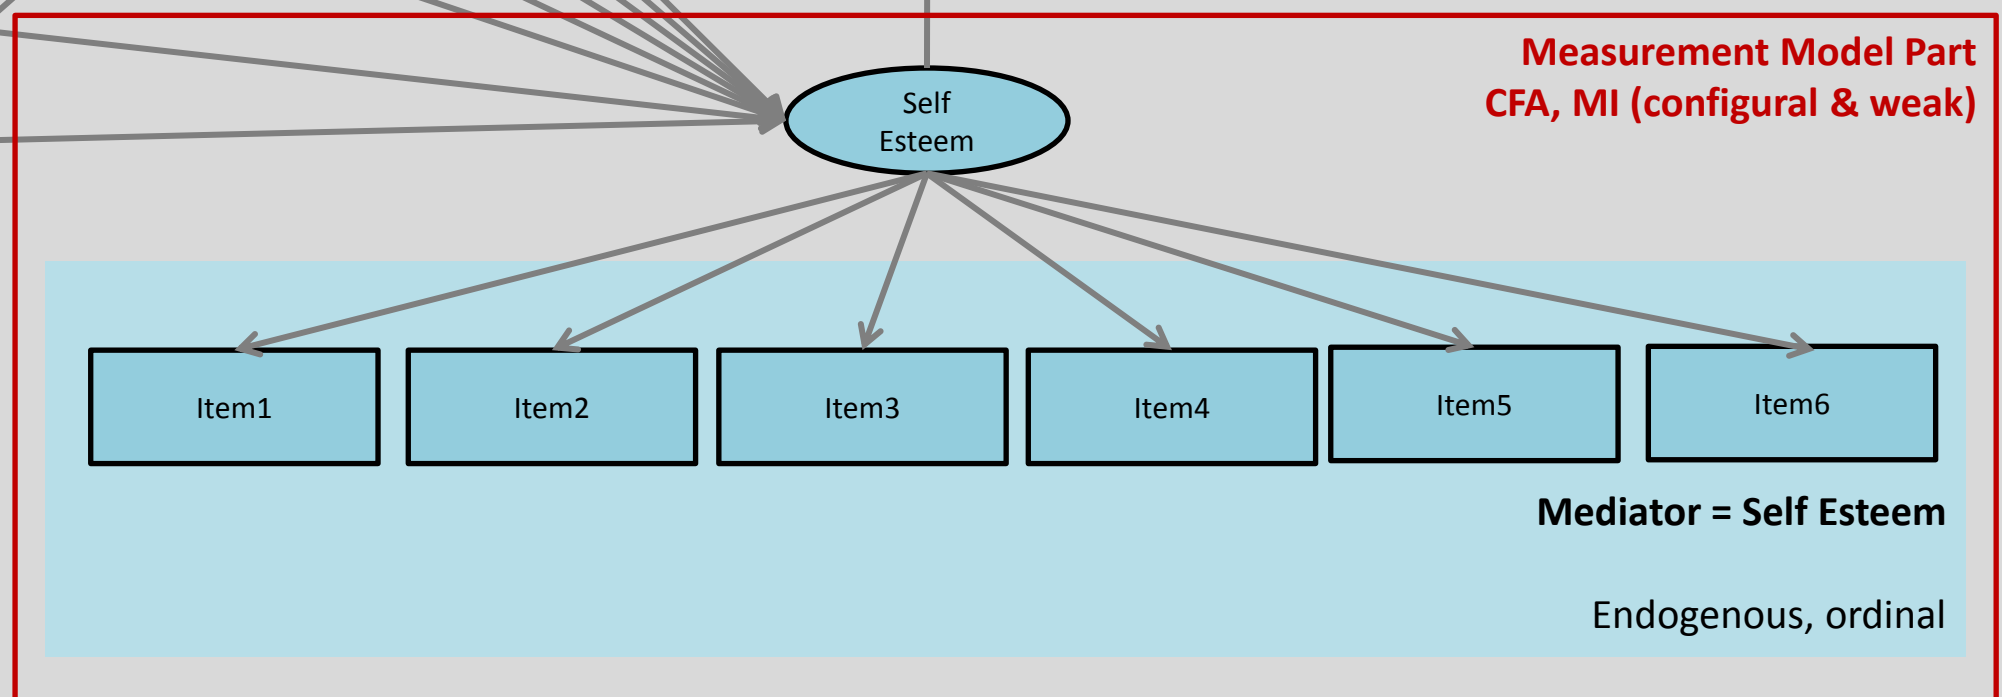 Measurement Model Part
CFA, MI (configural & weak)
Self
Esteem
Item1
Item2
Item3
Item4
Item5
Item6
Mediator = Self Esteem
Endogenous, ordinal